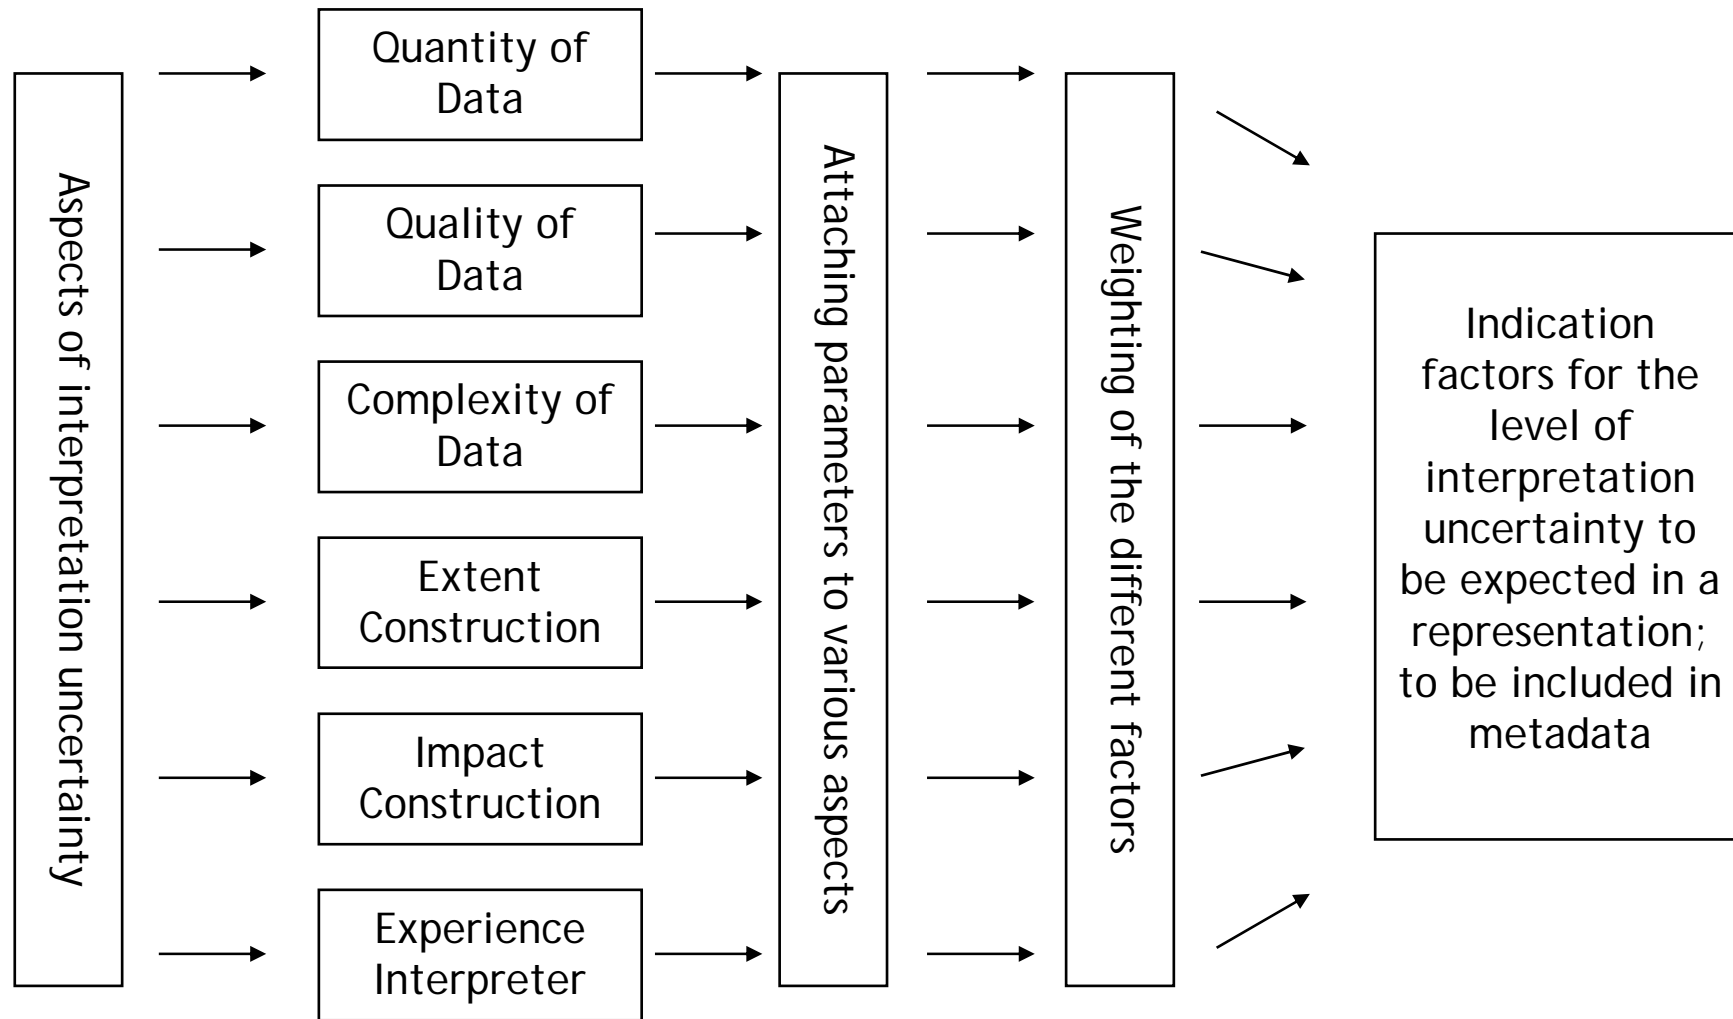 Aspects of interpretation uncertainty
Quantity of
Data
Quality of
Data
Complexity of
Data
Extent
Construction
Impact
Construction
Experience
Interpreter
Attaching parameters to various aspects
Weighting of the different factors
Indication
factors for the
level of
interpretation
uncertainty to
be expected in a
representation;
to be included in
metadata